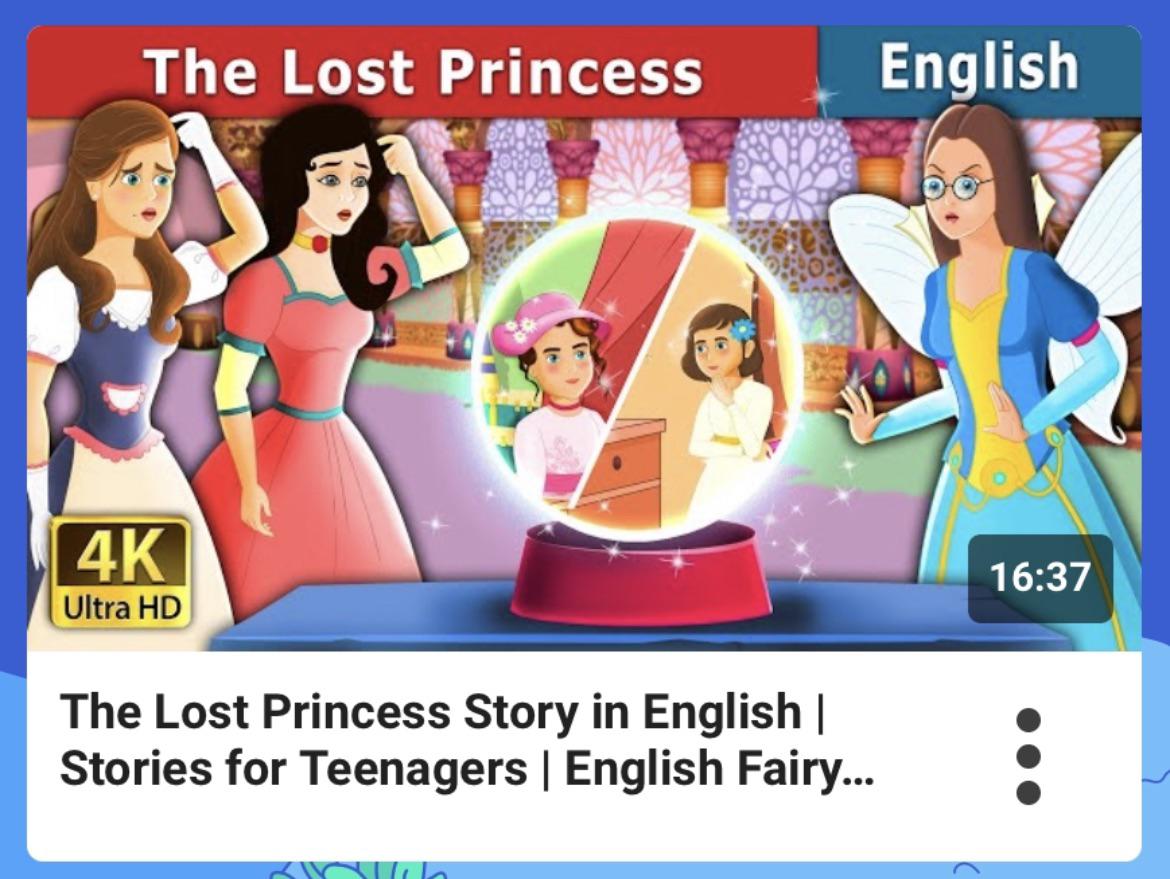 The Lost Princess
English
4K
Ultra HD
16:37
The Lost Princess Story in English |
Stories for Teenagers | English Fairy...